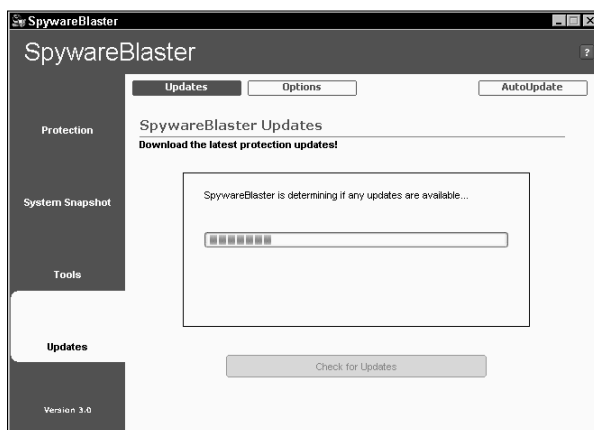 SpywareBlaster
SpywareBlaster
?
Updates
Options
AutoUpdate
Protection
System Snapshot
Tools
Updates
Version 3.0
SpywareBlaster Updates
Download the latest protection updates!
SpywareBlaster is determining if any updates are available...
Check for Updates